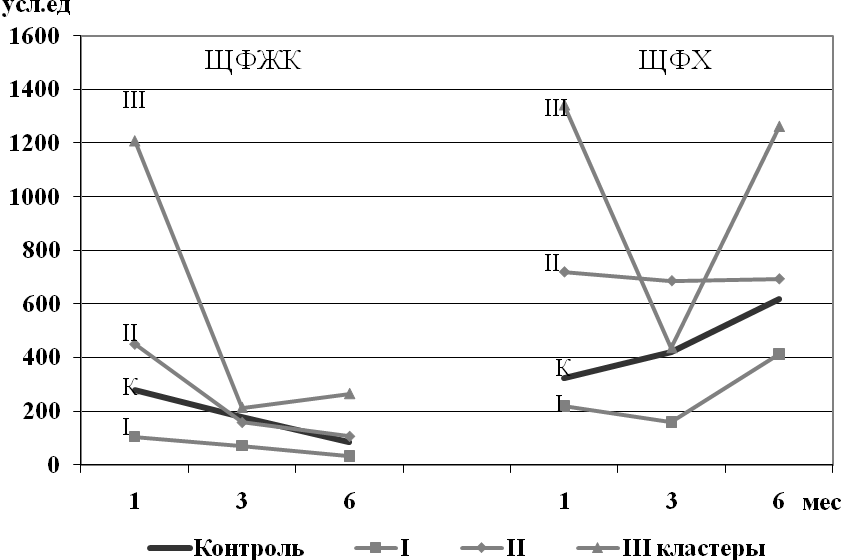 усл.ед
1600
1400
1200
1000
800
600
400
200
0
ЩФЖК
ЩФХ
III
II
К
I
III
II
К
I
1 3 6 1 3 6 мес
Контроль I II III кластеры